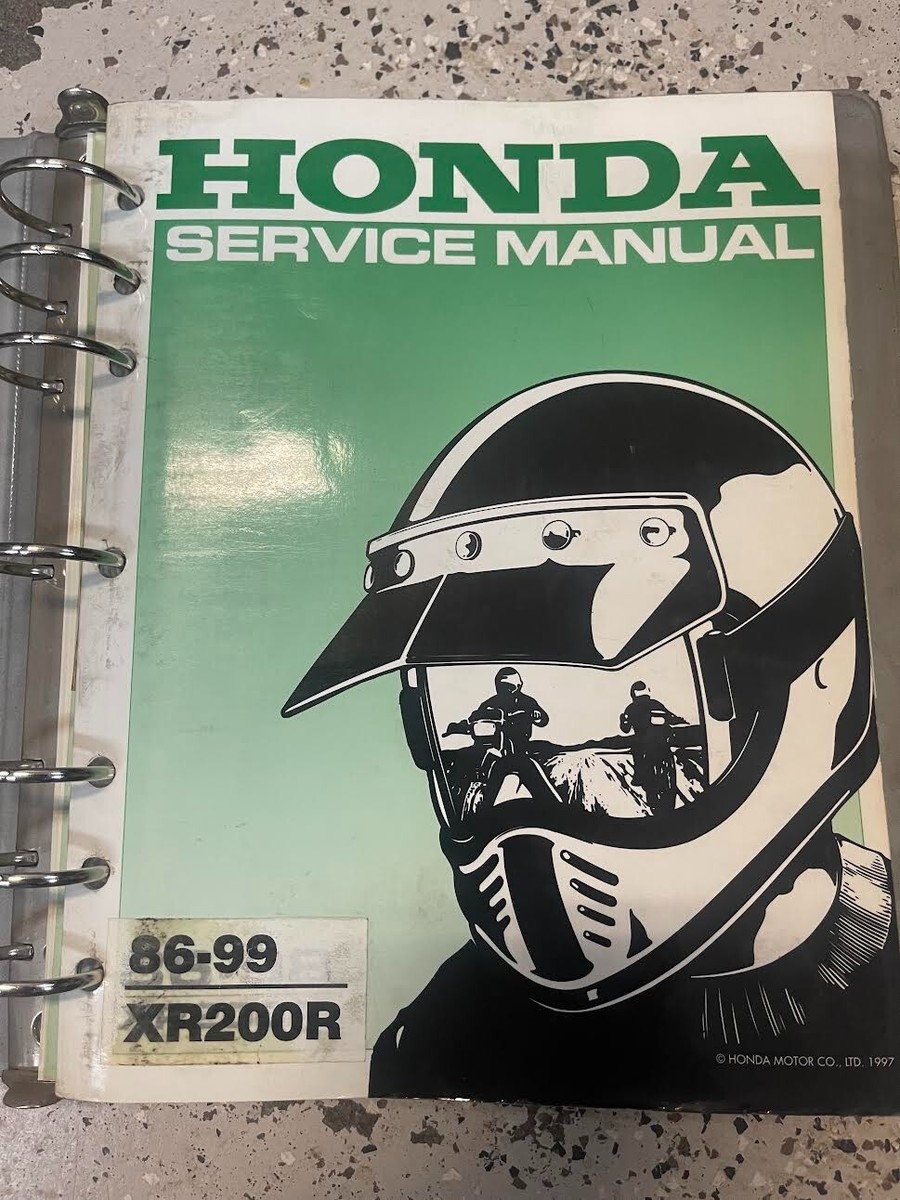 HONDA
SERVICE MANUAL
86-99
XR200R
© HONDA MOTOR CO., LTD. 1997